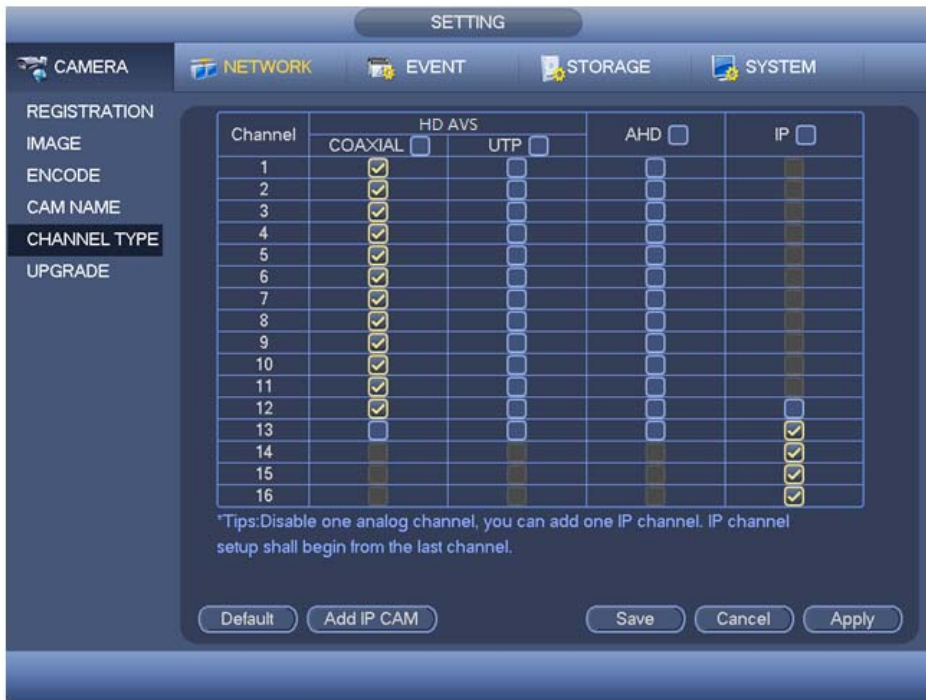 SETTING
CAMERA NETWORK EVENT STORAGE SYSTEM
REGISTRATION
IMAGE
ENCODE
CAM NAME
CHANNEL TYPE
UPGRADE
Channel HD AVS AHD IP
COAXIAL UTP
1
2
3
4
5
6
7
8
9
10
11
12
13
14
15
16
*Tips:Disable one analog channel, you can add one IP channel. IP channel
setup shall begin from the last channel.
Default Add IP CAM Save Cancel Apply